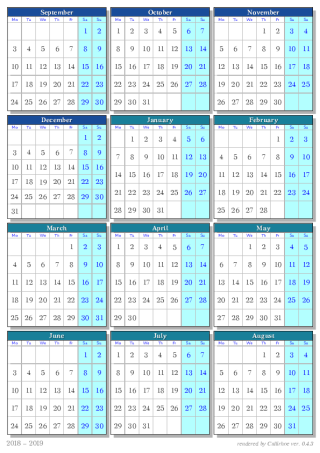 September
Mo Tu We Th Fr Sa Su
1 2
3 4 5 6 7 8 9
10 11 12 13 14 15 16
17 18 19 20 21 22 23
24 25 26 27 28 29 30
October
Mo Tu We Th Fr Sa Su
1 2 3 4 5 6 7
8 9 10 11 12 13 14
15 16 17 18 19 20 21
22 23 24 25 26 27 28
29 30 31
November
Mo Tu We Th Fr Sa Su
1 2 3 4
5 6 7 8 9 10 11
12 13 14 15 16 17 18
19 20 21 22 23 24 25
26 27 28 29 30
December
Mo Tu We Th Fr Sa Su
1 2
3 4 5 6 7 8 9
10 11 12 13 14 15 16
17 18 19 20 21 22 23
24 25 26 27 28 29 30
31
January
Mo Tu We Th Fr Sa Su
1 2 3 4 5 6
7 8 9 10 11 12 13
14 15 16 17 18 19 20
21 22 23 24 25 26 27
28 29 30 31
February
Mo Tu We Th Fr Sa Su
1 2 3
4 5 6 7 8 9 10
11 12 13 14 15 16 17
18 19 20 21 22 23 24
25 26 27 28
March
Mo Tu We Th Fr Sa Su
1 2 3
4 5 6 7 8 9 10
11 12 13 14 15 16 17
18 19 20 21 22 23 24
25 26 27 28 29 30 31
April
Mo Tu We Th Fr Sa Su
1 2 3 4 5 6 7
8 9 10 11 12 13 14
15 16 17 18 19 20 21
22 23 24 25 26 27 28
29 30
May
Mo Tu We Th Fr Sa Su
1 2 3 4 5
6 7 8 9 10 11 12
13 14 15 16 17 18 19
20 21 22 23 24 25 26
27 28 29 30 31
June
Mo Tu We Th Fr Sa Su
1 2
3 4 5 6 7 8 9
10 11 12 13 14 15 16
17 18 19 20 21 22 23
24 25 26 27 28 29 30
July
Mo Tu We Th Fr Sa Su
1 2 3 4 5 6 7
8 9 10 11 12 13 14
15 16 17 18 19 20 21
22 23 24 25 26 27 28
29 30 31
August
Mo Tu We Th Fr Sa Su
1 2 3 4
5 6 7 8 9 10 11
12 13 14 15 16 17 18
19 20 21 22 23 24 25
26 27 28 29 30 31
2018 – 2019
rendered by Calkrise ver. 0.4.3